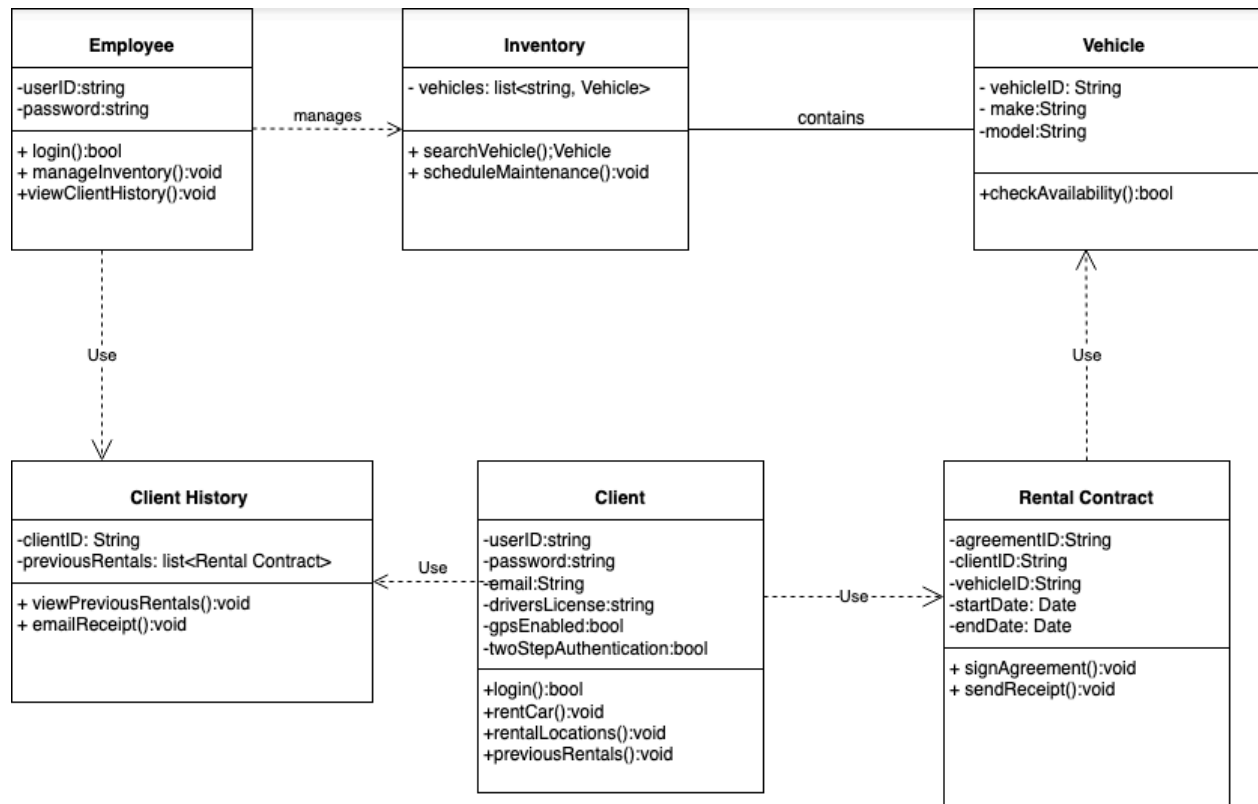 Employee
-userID:string
-password:string
+ login():bool
+ manageInventory():void
+viewClientHistory():void
manages
Inventory
- vehicles: list<string, Vehicle>
+ searchVehicle();Vehicle
+ scheduleMaintenance():void
contains
Vehicle
- vehicleID: String
- make:String
-model:String
+checkAvailability():bool
Use
Use
Client History
-clientID: String
-previousRentals: list<Rental Contract>
+ viewPreviousRentals():void
+ emailReceipt():void
Use
Client
-userID:string
-password:string
-email:String
-driversLicense:string
-gpsEnabled:bool
-twoStepAuthentication:bool
+login():bool
+rentCar():void
+rentalLocations():void
+previousRentals():void
Use
Rental Contract
-agreementID:String
-clientID:String
-vehicleID:String
-startDate: Date
-endDate: Date
+ signAgreement():void
+ sendReceipt():void